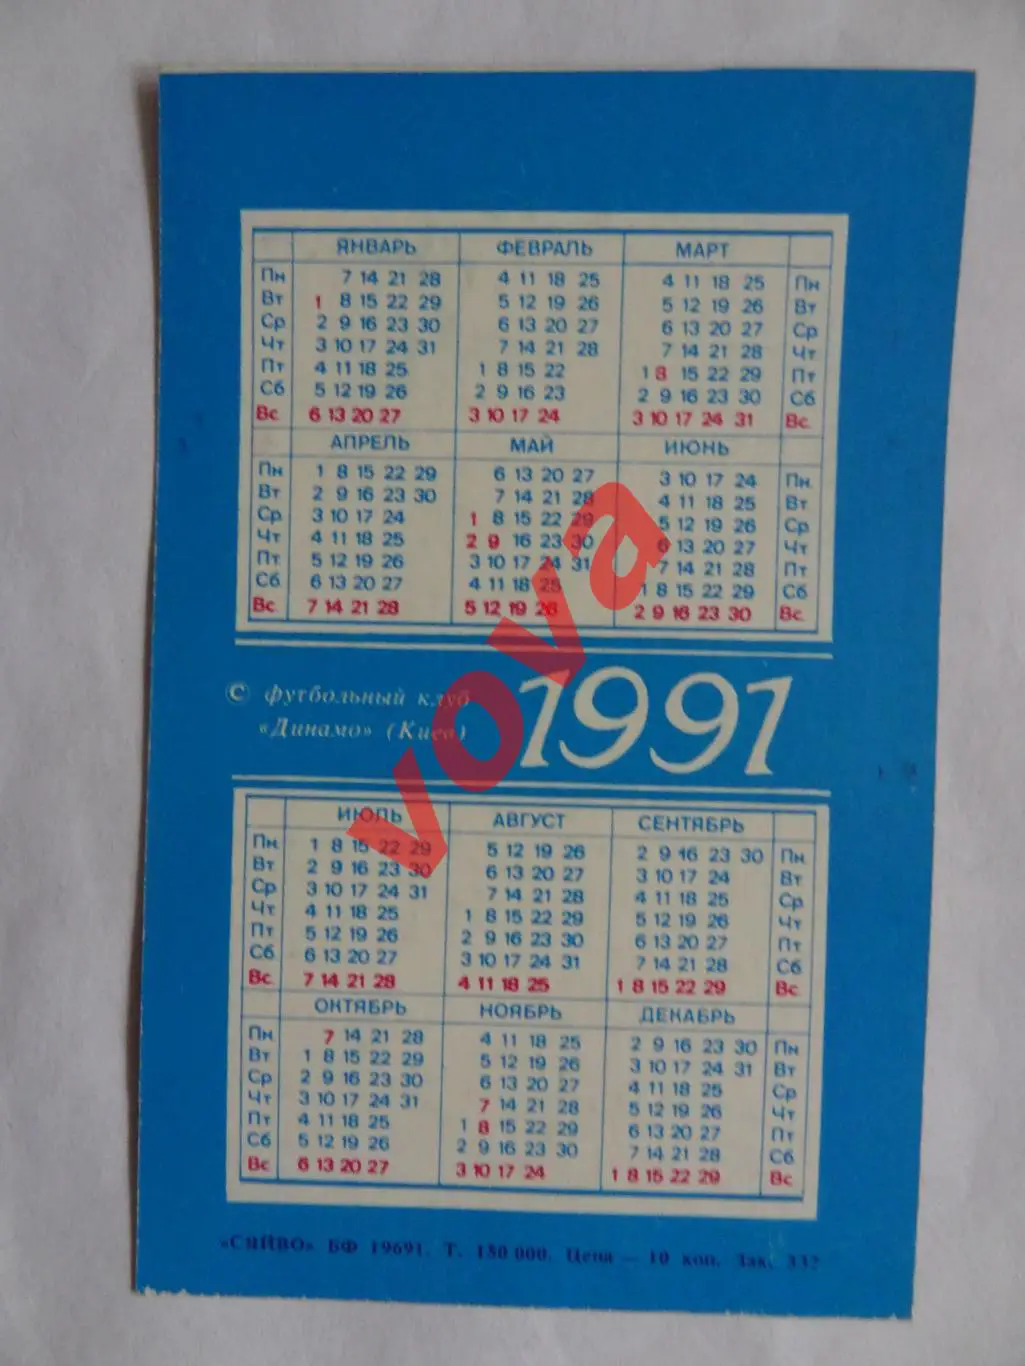 ЯНВАРЬ ФЕВРАЛЬ МАРТ
Пн 7 14 21 28 4 11 18 25 4 11 18 25 Пн
Вт 1 8 15 22 29 5 12 19 26 5 12 19 26 Вт
Ср 2 9 16 23 30 6 13 20 27 6 13 20 27 Ср
Чт 3 10 17 24 31 7 14 21 28 7 14 21 28 Чт
Пт 4 11 18 25 1 8 15 22 1 8 15 22 29 Пт
Сб 5 12 19 26 2 9 16 23 2 9 16 23 30 Сб
Вс 6 13 20 27 3 10 17 24 3 10 17 24 31 Вс
АПРЕЛЬ МАЙ ИЮНЬ
Пн 1 8 15 22 29 6 13 20 27 3 10 17 24 Пн
Вт 2 9 16 23 30 7 14 21 28 4 11 18 25 Вт
Ср 3 10 17 24 1 8 15 22 29 5 12 19 26 Ср
Чт 4 11 18 25 2 9 16 23 30 6 13 20 27 Чт
Пт 5 12 19 26 3 10 17 24 31 7 14 21 28 Пт
Сб 6 13 20 27 4 11 18 25 1 8 15 22 29 Сб
Вс 7 14 21 28 5 12 19 26 2 9 16 23 30 Вс
© футбольный клуб
«Динамо» (Киев)
1991
vova
ИЮЛЬ АВГУСТ СЕНТЯБРЬ
Пн 1 8 15 22 29 5 12 19 26 2 9 16 23 30 Пн
Вт 2 9 16 23 30 6 13 20 27 3 10 17 24 Вт
Ср 3 10 17 24 31 7 14 21 28 4 11 18 25 Ср
Чт 4 11 18 25 1 8 15 22 29 5 12 19 26 Чт
Пт 5 12 19 26 2 9 16 23 30 6 13 20 27 Пт
Сб 6 13 20 27 3 10 17 24 31 7 14 21 28 Сб
Вс 7 14 21 28 4 11 18 25 1 8 15 22 29 Вс
ОКТЯБРЬ НОЯБРЬ ДЕКАБРЬ
Пн 7 14 21 28 4 11 18 25 2 9 16 23 30 Пн
Вт 1 8 15 22 29 5 12 19 26 3 10 17 24 31 Вт
Ср 2 9 16 23 30 6 13 20 27 4 11 18 25 Ср
Чт 3 10 17 24 31 7 14 21 28 5 12 19 26 Чт
Пт 4 11 18 25 1 8 15 22 29 6 13 20 27 Пт
Сб 5 12 19 26 2 9 16 23 30 7 14 21 28 Сб
Вс 6 13 20 27 3 10 17 24 1 8 15 22 29 Вс
«СЯЙВО» БФ 19691. Т. 150 000. Цена — 10 коп. Зак. 332